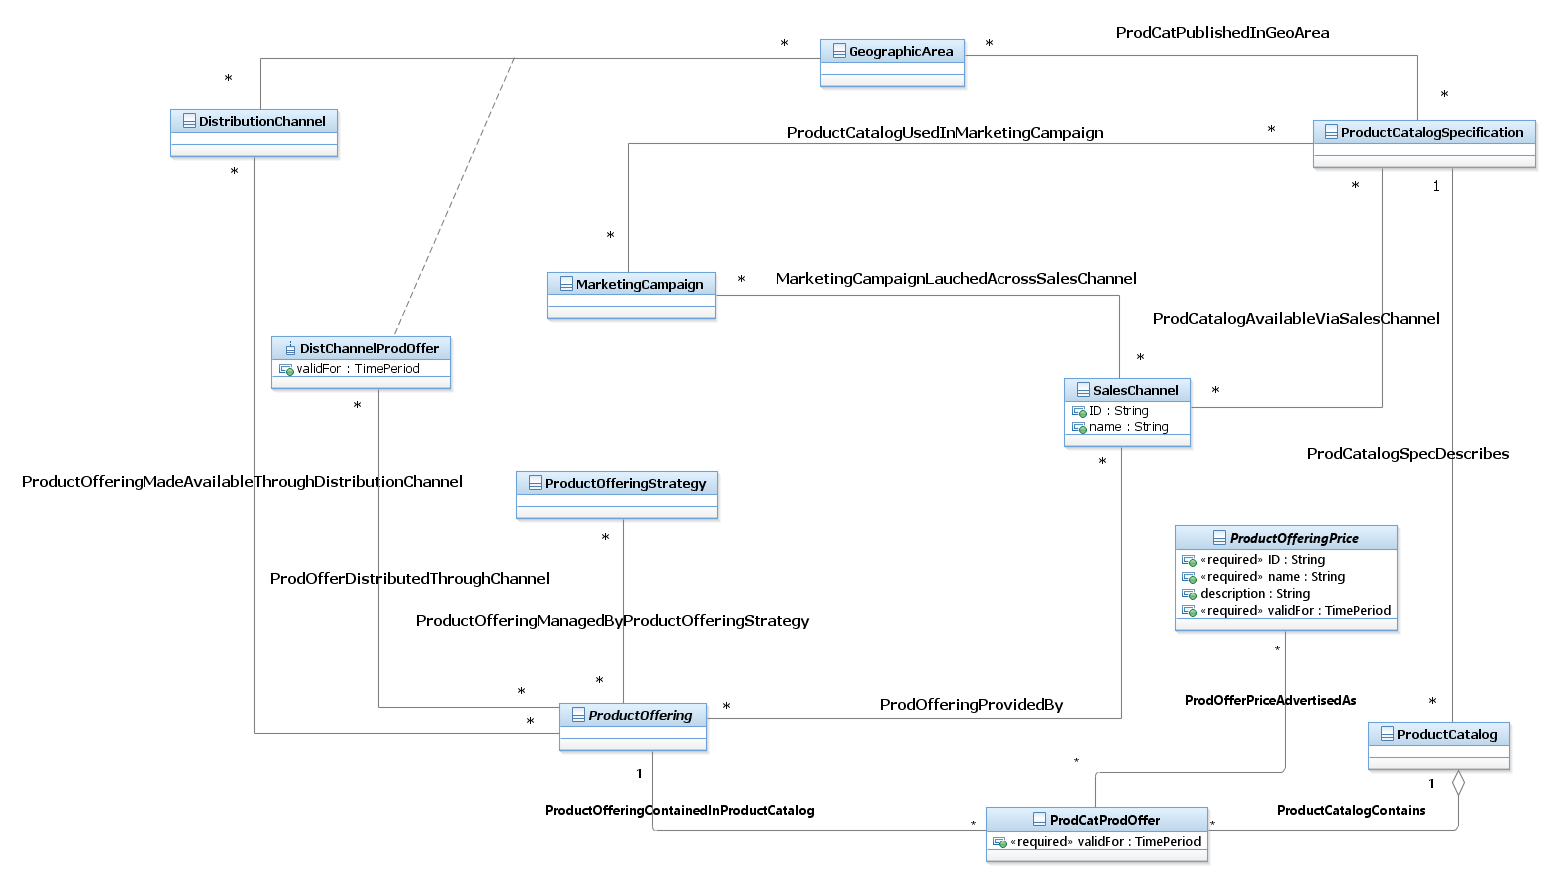 ProdCatPublishedInGeoArea
*
*
GeographicArea
*
*
DistributionChannel
ProductCatalogUsedInMarketingCampaign
*
ProductCatalogSpecification
*
*
1
*
MarketingCampaign
*
MarketingCampaignLauchedAcrossSalesChannel
ProdCatalogAvailableViaSalesChannel
DistChannelProdOffer
validFor : TimePeriod
*
*
SalesChannel
ID : String
name : String
*
*
*
ProdCatalogSpecDescribes
ProductOfferingMadeAvailableThroughDistributionChannel
ProductOfferingStrategy
*
ProductOfferingPrice
«required» ID : String
«required» name : String
description : String
«required» validFor : TimePeriod
*
ProdOfferDistributedThroughChannel
ProductOfferingManagedByProductOfferingStrategy
*
*
*
ProductOffering
*
ProdOfferingProvidedBy
ProdOfferPriceAdvertisedAs
*
ProductCatalog
1
*
1
ProductOfferingContainedInProductCatalog
*
ProdCatProdOffer
«required» validFor : TimePeriod
*
ProductCatalogContains